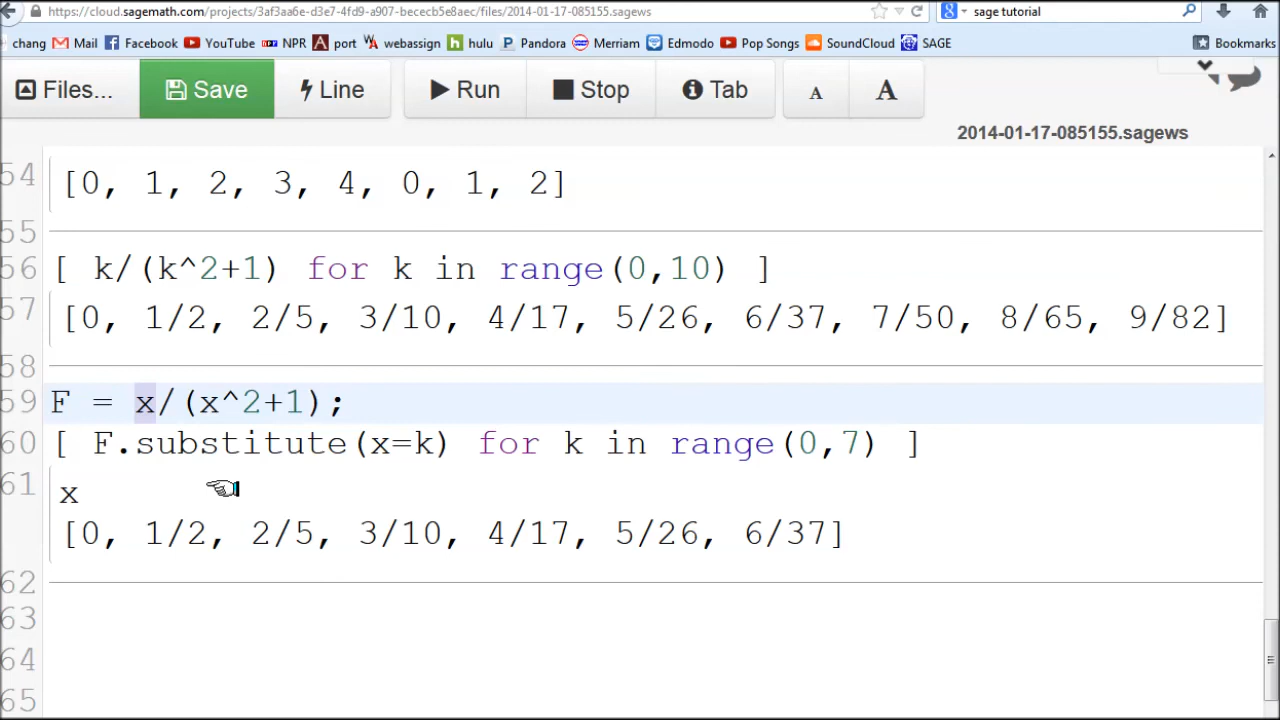 https://cloud.sagemath.com/projects/3af3aa6e-d3e7-4fd9-a907-bececb5e8aec/files/2014-01-17-085155.sagews
sage tutorial
chang Mail Facebook YouTube NPR port webassign hulu Pandora Merriam Edmodo Pop Songs SoundCloud SAGE Bookmarks
Files... Save Line Run Stop Tab A A
2014-01-17-085155.sagews
54 [0, 1, 2, 3, 4, 0, 1, 2]
55
56 [ k/(k^2+1) for k in range(0,10) ]
57 [0, 1/2, 2/5, 3/10, 4/17, 5/26, 6/37, 7/50, 8/65, 9/82]
58
59 F = x/(x^2+1);
60 [ F.substitute(x=k) for k in range(0,7) ]
61 x
[0, 1/2, 2/5, 3/10, 4/17, 5/26, 6/37]
62
63
64
65